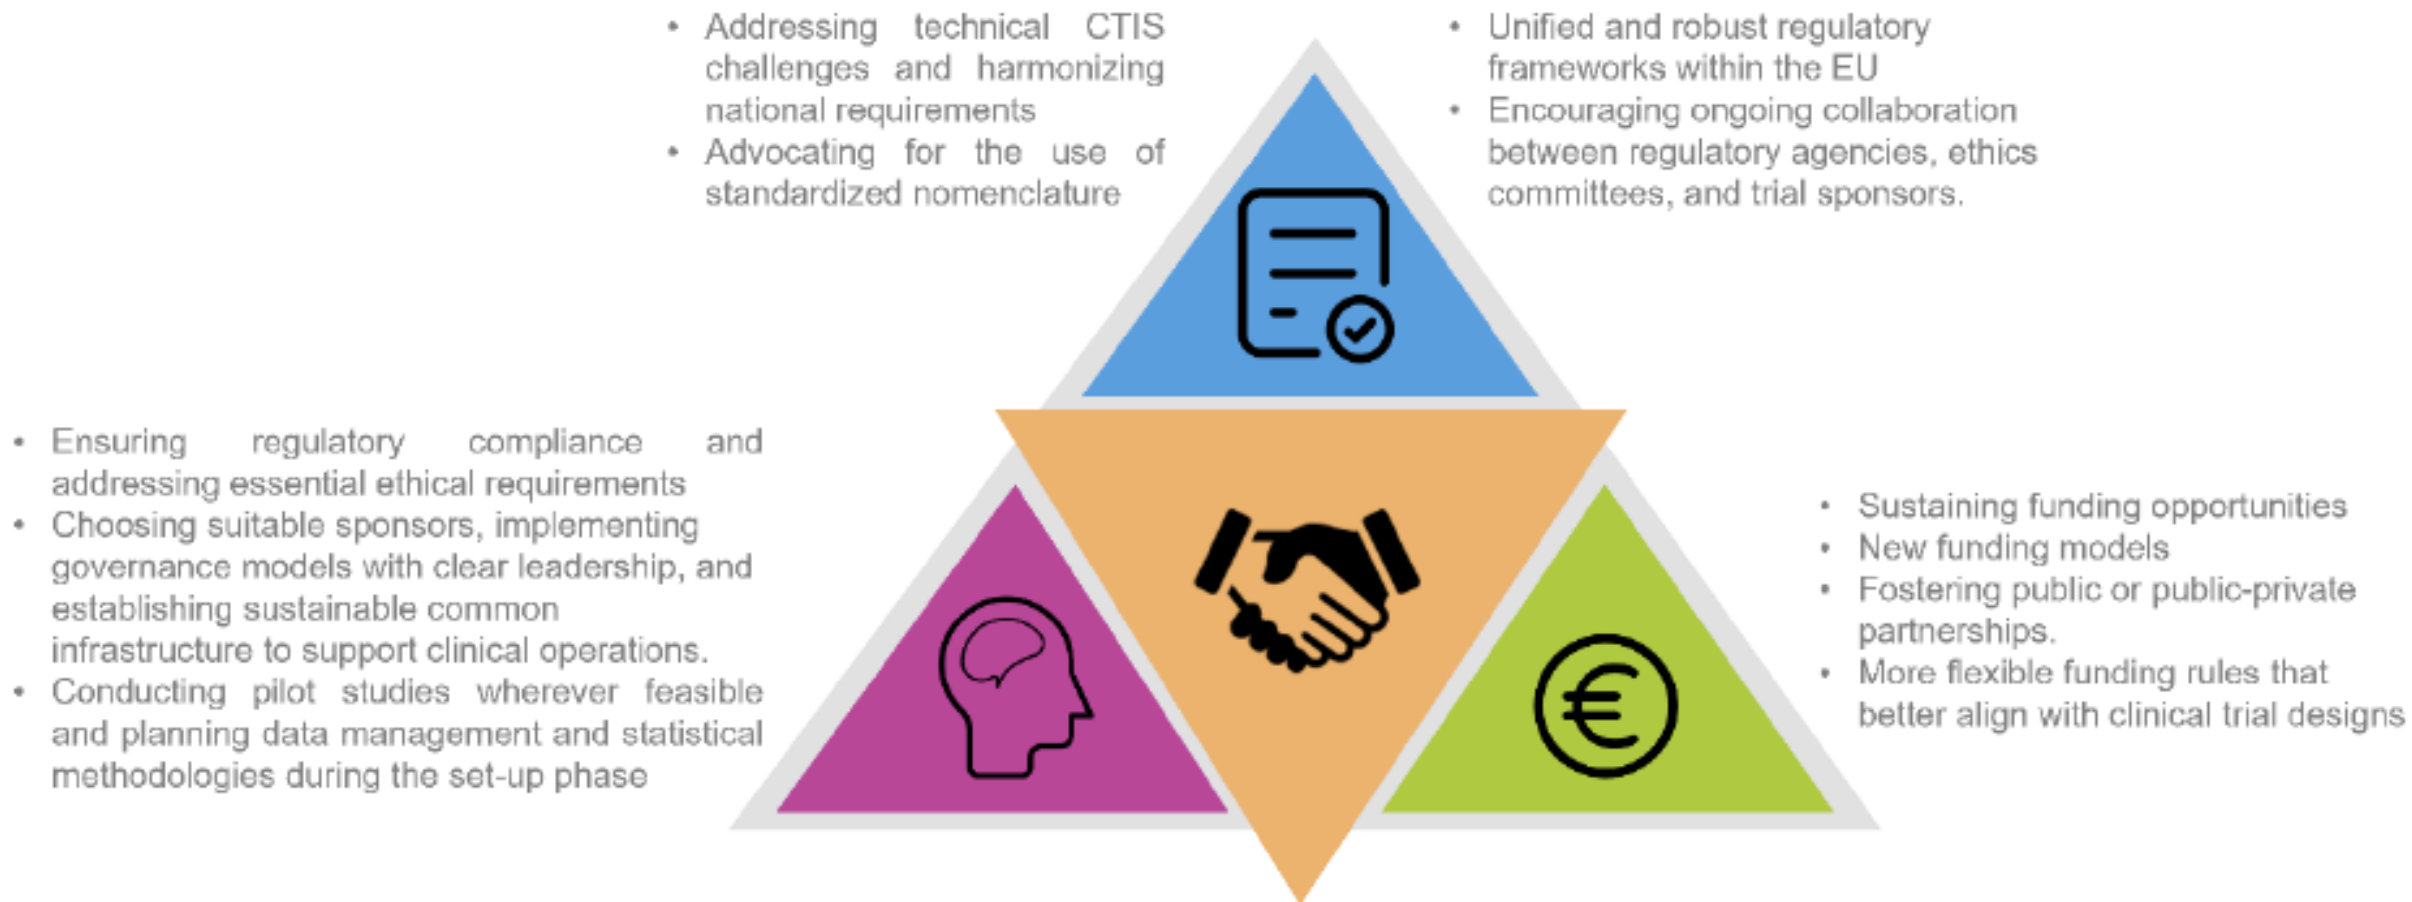 • Addressing technical CTIS
challenges and harmonizing
national requirements
• Advocating for the use of
standardized nomenclature
• Unified and robust regulatory
frameworks within the EU
• Encouraging ongoing collaboration
between regulatory agencies, ethics
committees, and trial sponsors.
• Ensuring regulatory compliance and
addressing essential ethical requirements
• Choosing suitable sponsors, implementing
governance models with clear leadership, and
establishing sustainable common
infrastructure to support clinical operations.
• Conducting pilot studies wherever feasible
and planning data management and statistical
methodologies during the set-up phase
• Sustaining funding opportunities
• New funding models
• Fostering public or public-private
partnerships.
• More flexible funding rules that
better align with clinical trial designs